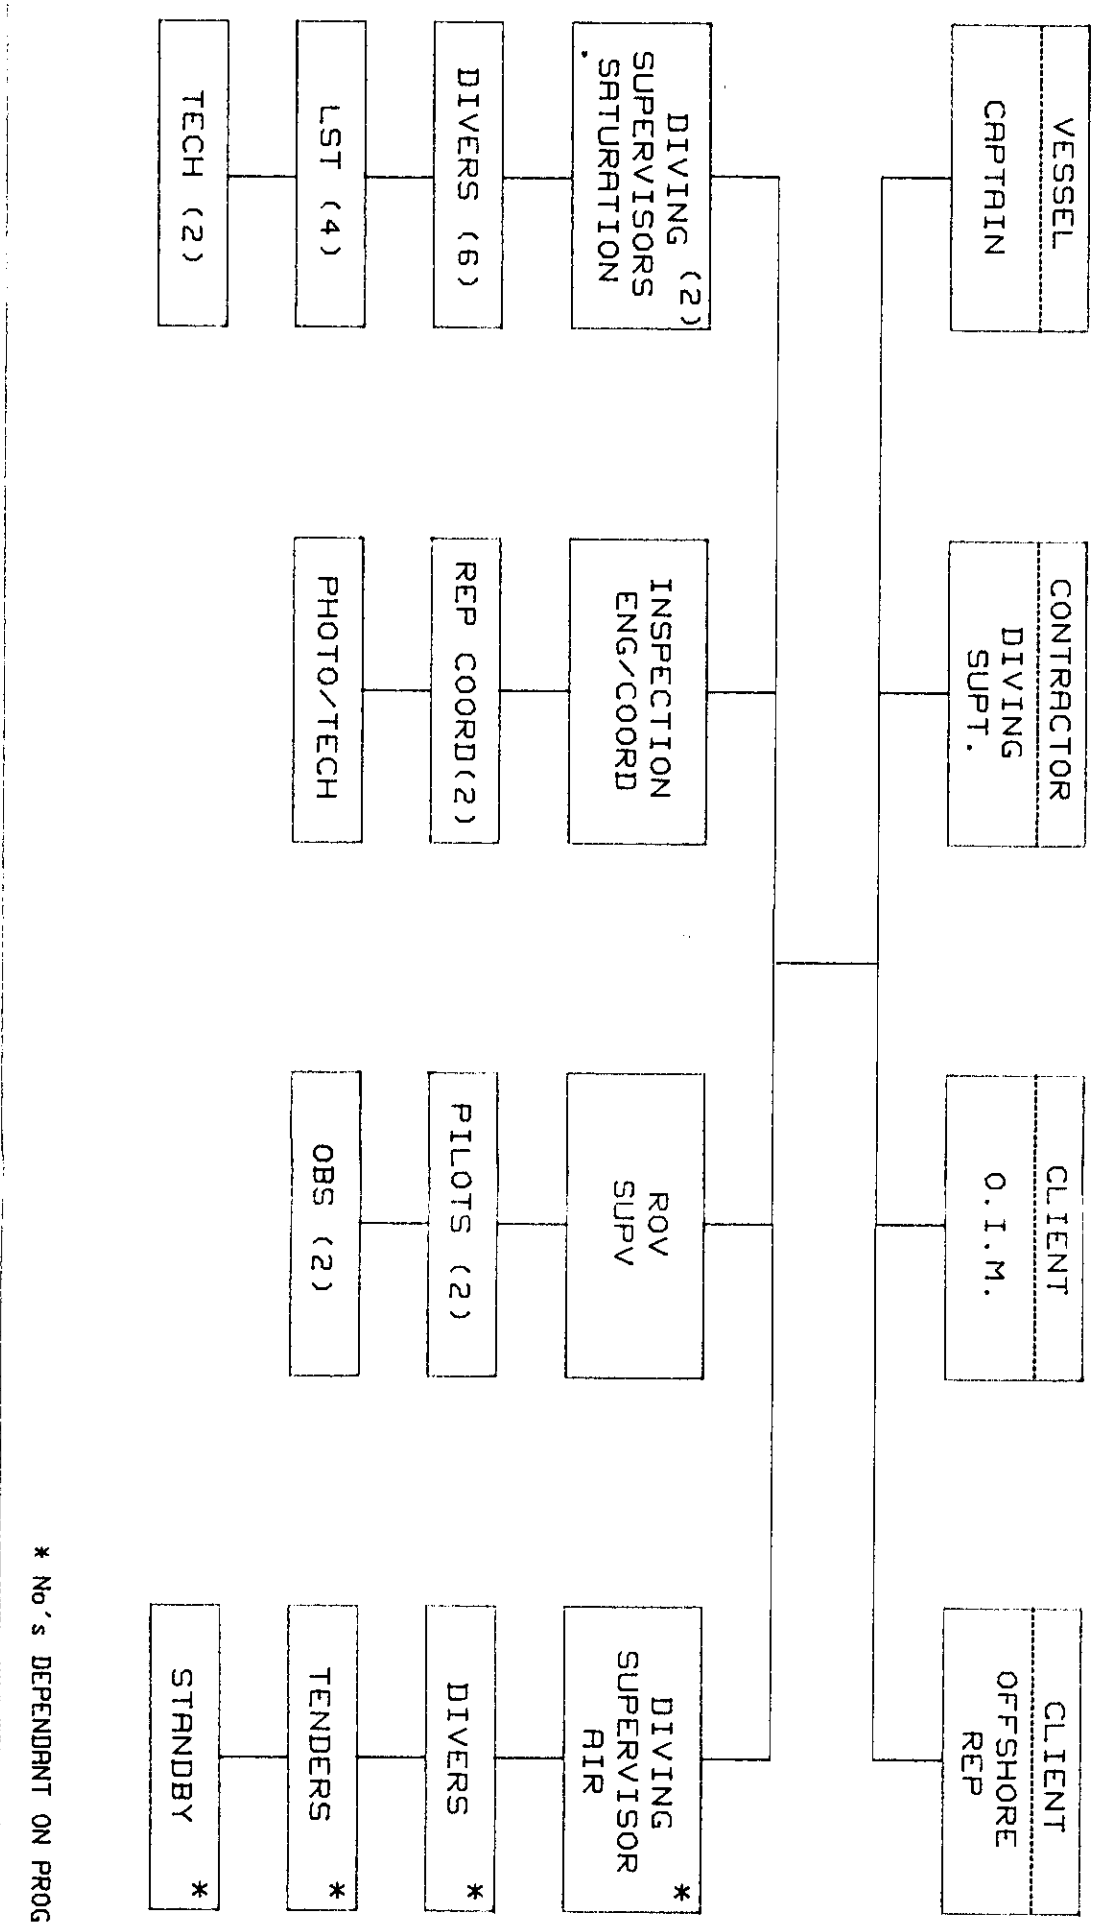 VESSEL
CAPTAIN
CONTRACTOR
DIVING
SUPT.
CLIENT
O.I.M.
CLIENT
OFFSHORE
REP
DIVING (2)
SUPERVISORS
SATURATION
INSPECTION
ENG/COORD
ROV
SUPV
DIVING
SUPERVISOR
AIR *
DIVERS (6)
REP COORD(2)
PILOTS (2)
DIVERS *
LST (4)
PHOTO/TECH
OBS (2)
TENDERS *
TECH (2)
STANDBY *
* No's DEPENDANT ON PROG